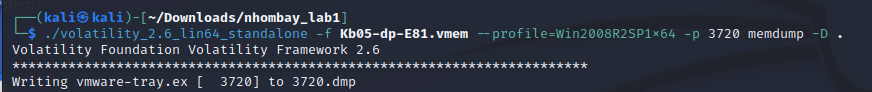 ┌──(kali㉿kali)-[~/Downloads/nhombay_lab1]
└─$ ./volatility_2.6_lin64_standalone -f Kb05-dp-E81.vmem --profile=Win2008R2SP1×64 -p 3720 memdump -D .
Volatility Foundation Volatility Framework 2.6
************************************************************************
Writing vmware-tray.ex [  3720] to 3720.dmp